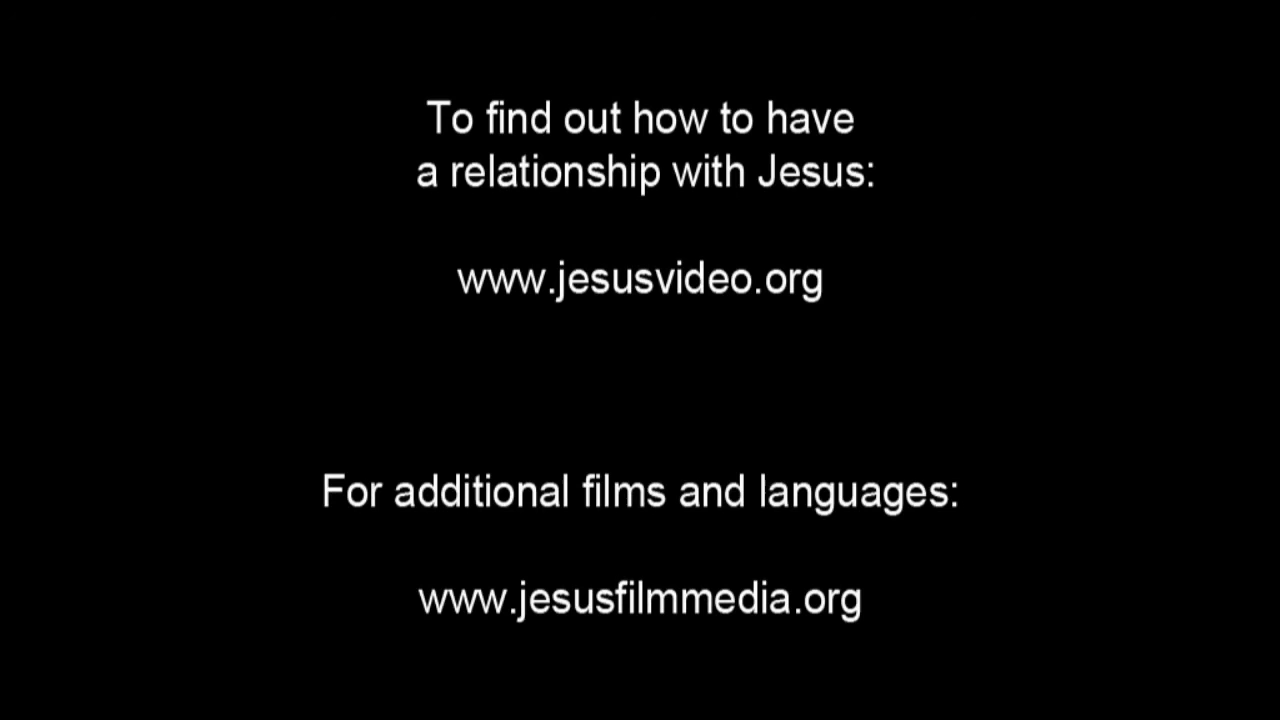 To find out how to have
a relationship with Jesus:
www.jesusvideo.org
For additional films and languages:
www.jesusfilmmedia.org